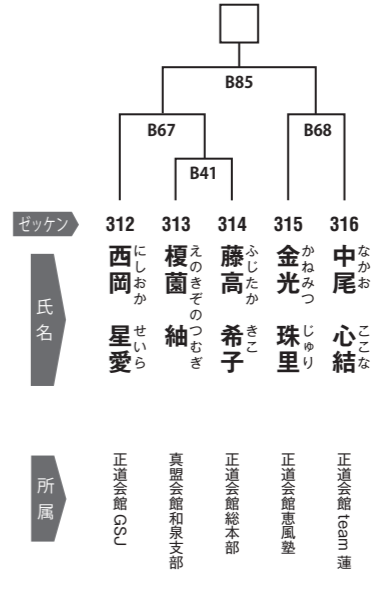 B85
B67
B68
B41
ゼッケン
312
313
314
315
316
氏名
西岡 星愛
にしおか せいら
榎薗 紬
えのきぞの つむぎ
藤高 希子
ふじたか きこ
金光 珠里
かねみつ じゅり
中尾 心結
なかお ここな
所属
正道会館 GSJ
真盟会館和泉支部
正道会館総本部
正道会館恵風塾
正道会館 team 蓮